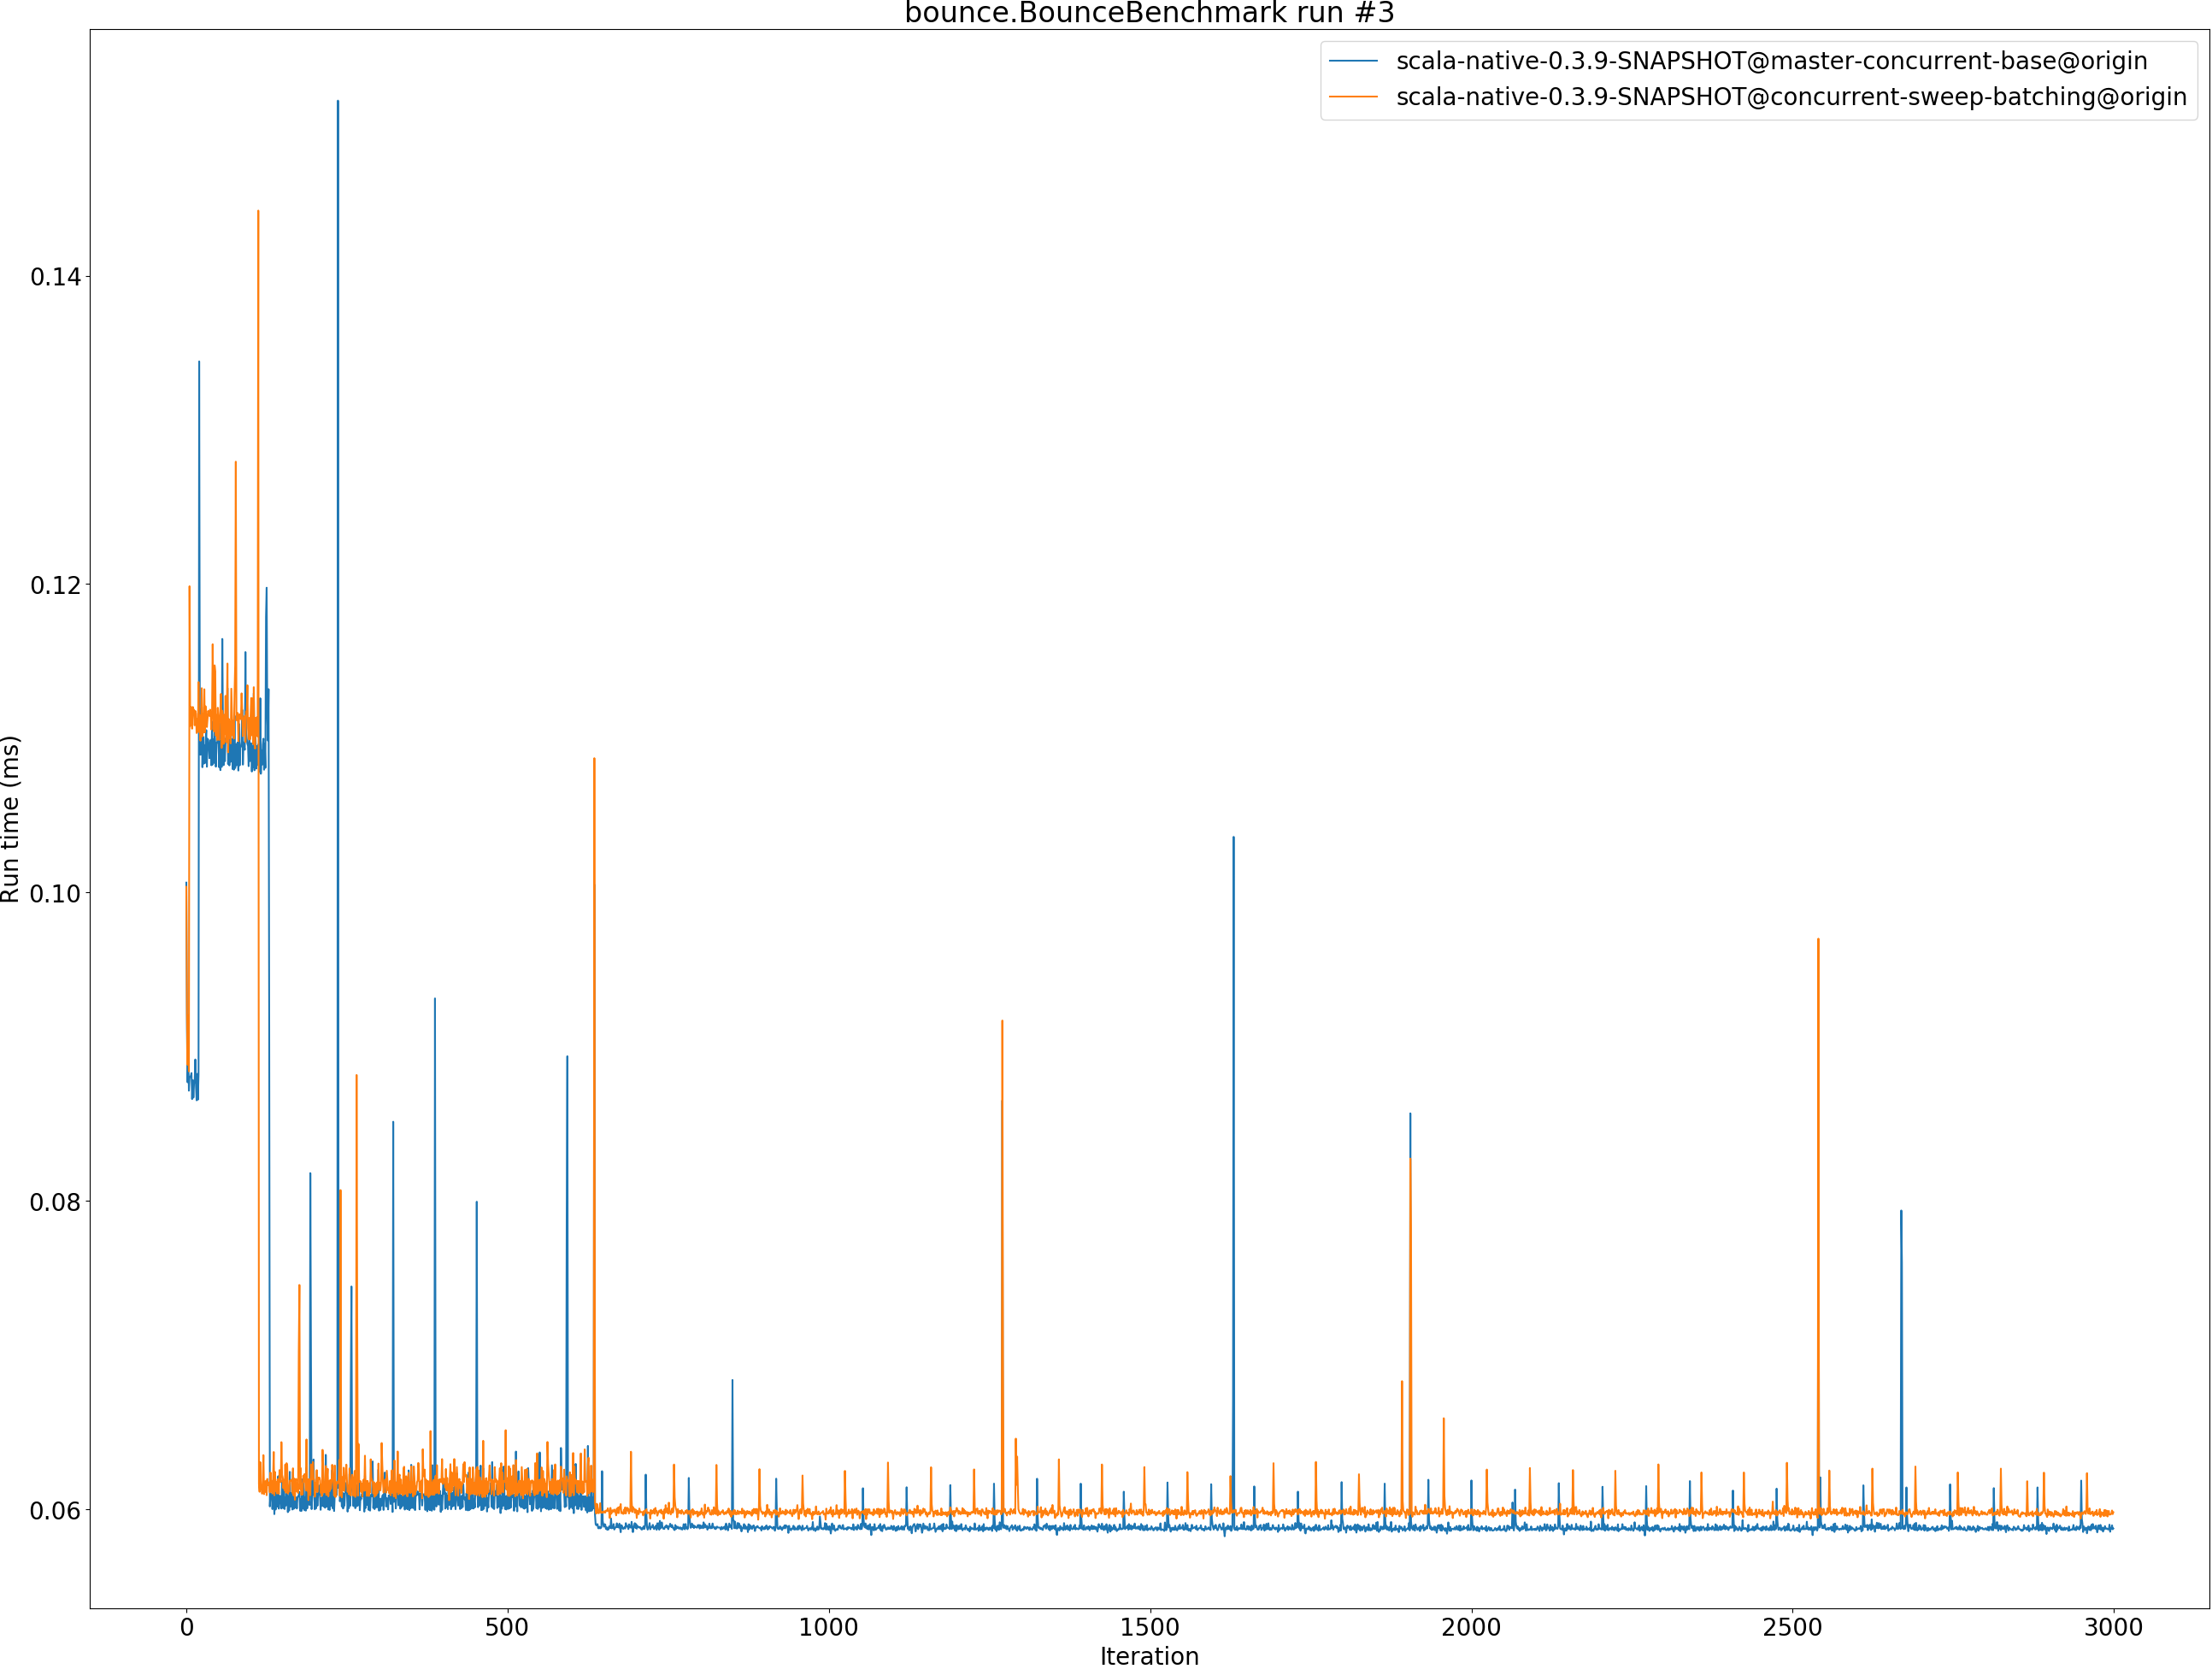 bounce.BounceBenchmark run #3
scala-native-0.3.9-SNAPSHOT@master-concurrent-base@origin
scala-native-0.3.9-SNAPSHOT@concurrent-sweep-batching@origin
Run time (ms)
0.14
0.12
0.10
0.08
0.06
0
500
1000
1500
2000
2500
3000
Iteration